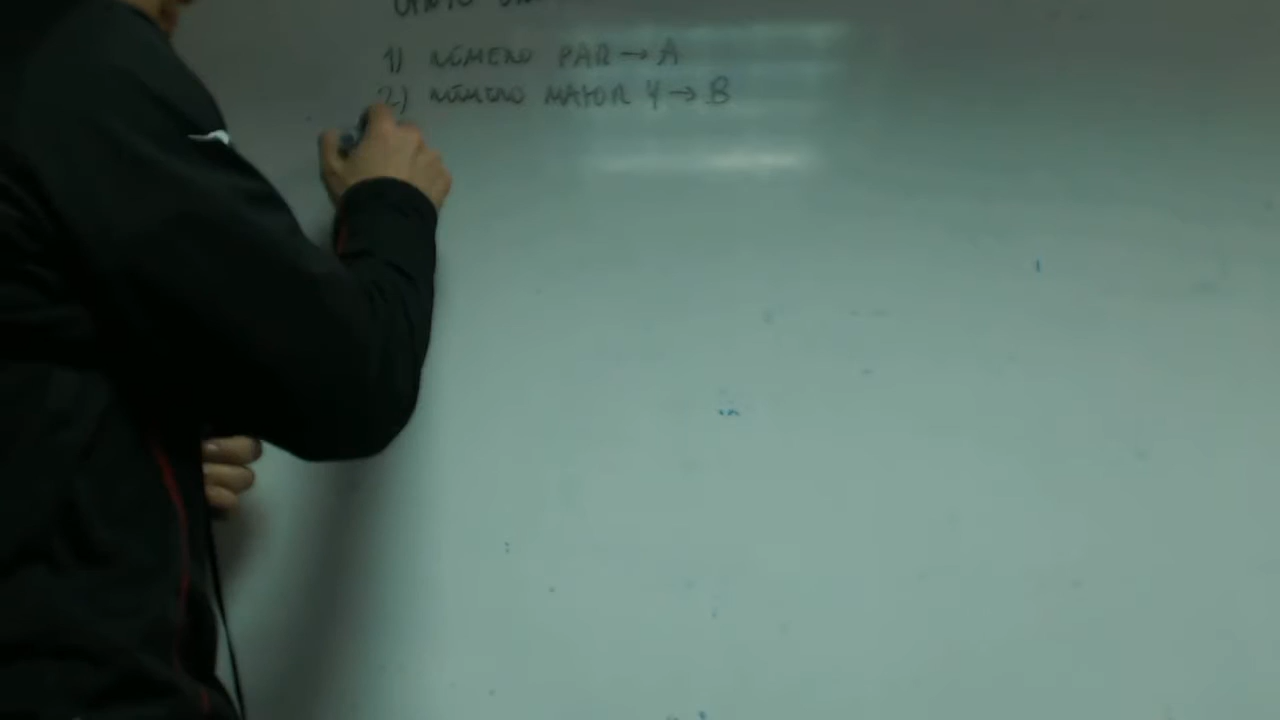 1) NÚMERO PAR → A
2) NÚMERO MAYOR 4 → B